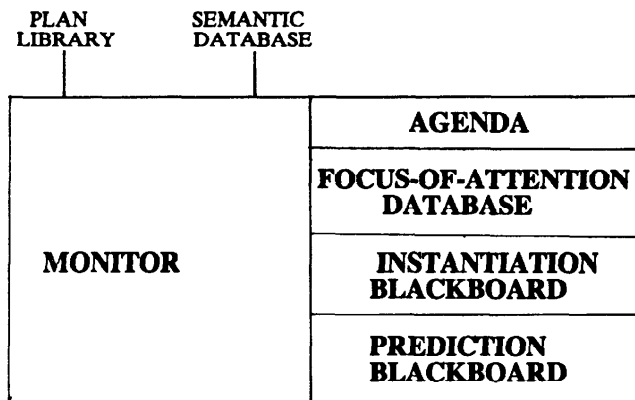 PLAN
LIBRARY
SEMANTIC
DATABASE
MONITOR
AGENDA
FOCUS-OF-ATTENTION
DATABASE
INSTANTIATION
BLACKBOARD
PREDICTION
BLACKBOARD